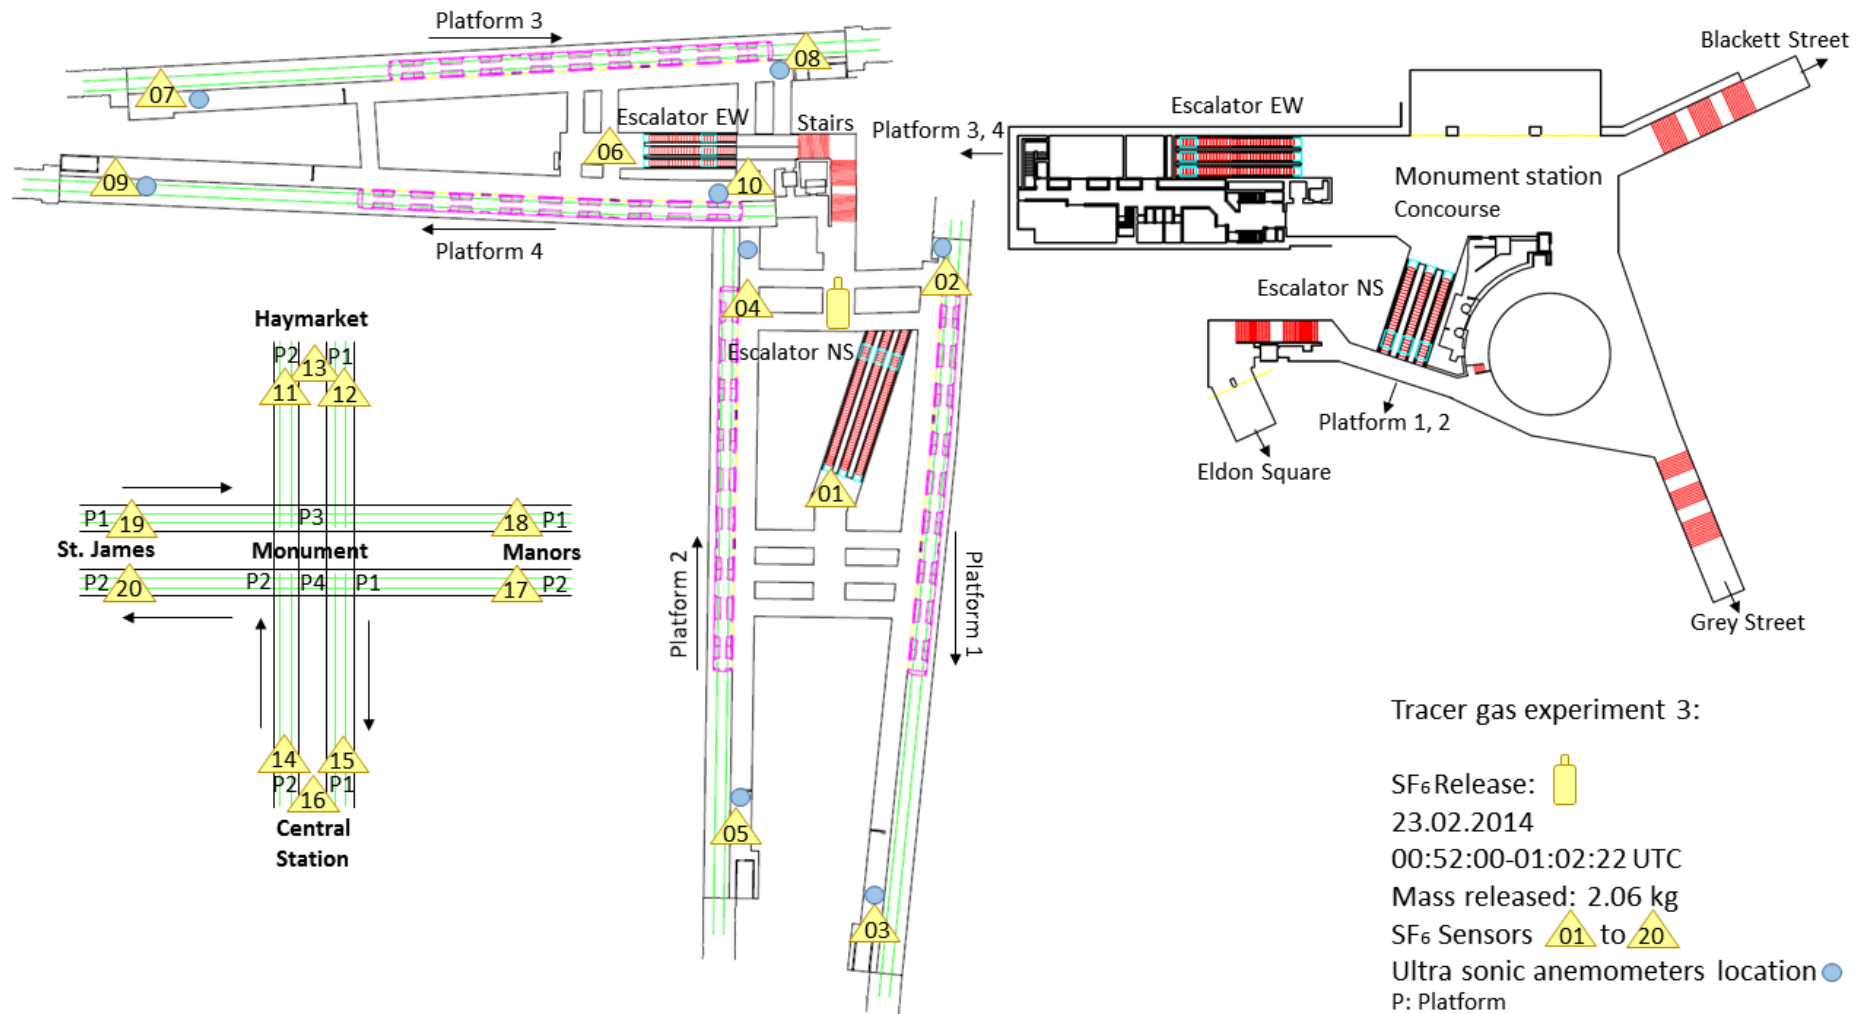 Platform 3
08
07
Escalator EW
Stairs
06
09
10
Platform 4
Platform 3, 4
Escalator EW
Blackett Street
Monument station
Concourse
Escalator NS
Platform 1, 2
Eldon Square
Grey Street
02
04
Escalator NS
01
Platform 2
Platform 1
05
03
Haymarket
P2
13
P1
11
12
P1
19
P3
18
P1
St. James
Monument
Manors
P2
20
P2
P4
P1
17
P2
14
15
P2
16
P1
Central
Station
Tracer gas experiment 3:
SF₆ Release:
23.02.2014
00:52:00-01:02:22 UTC
Mass released: 2.06 kg
SF₆ Sensors 01 to 20
Ultra sonic anemometers location
P: Platform